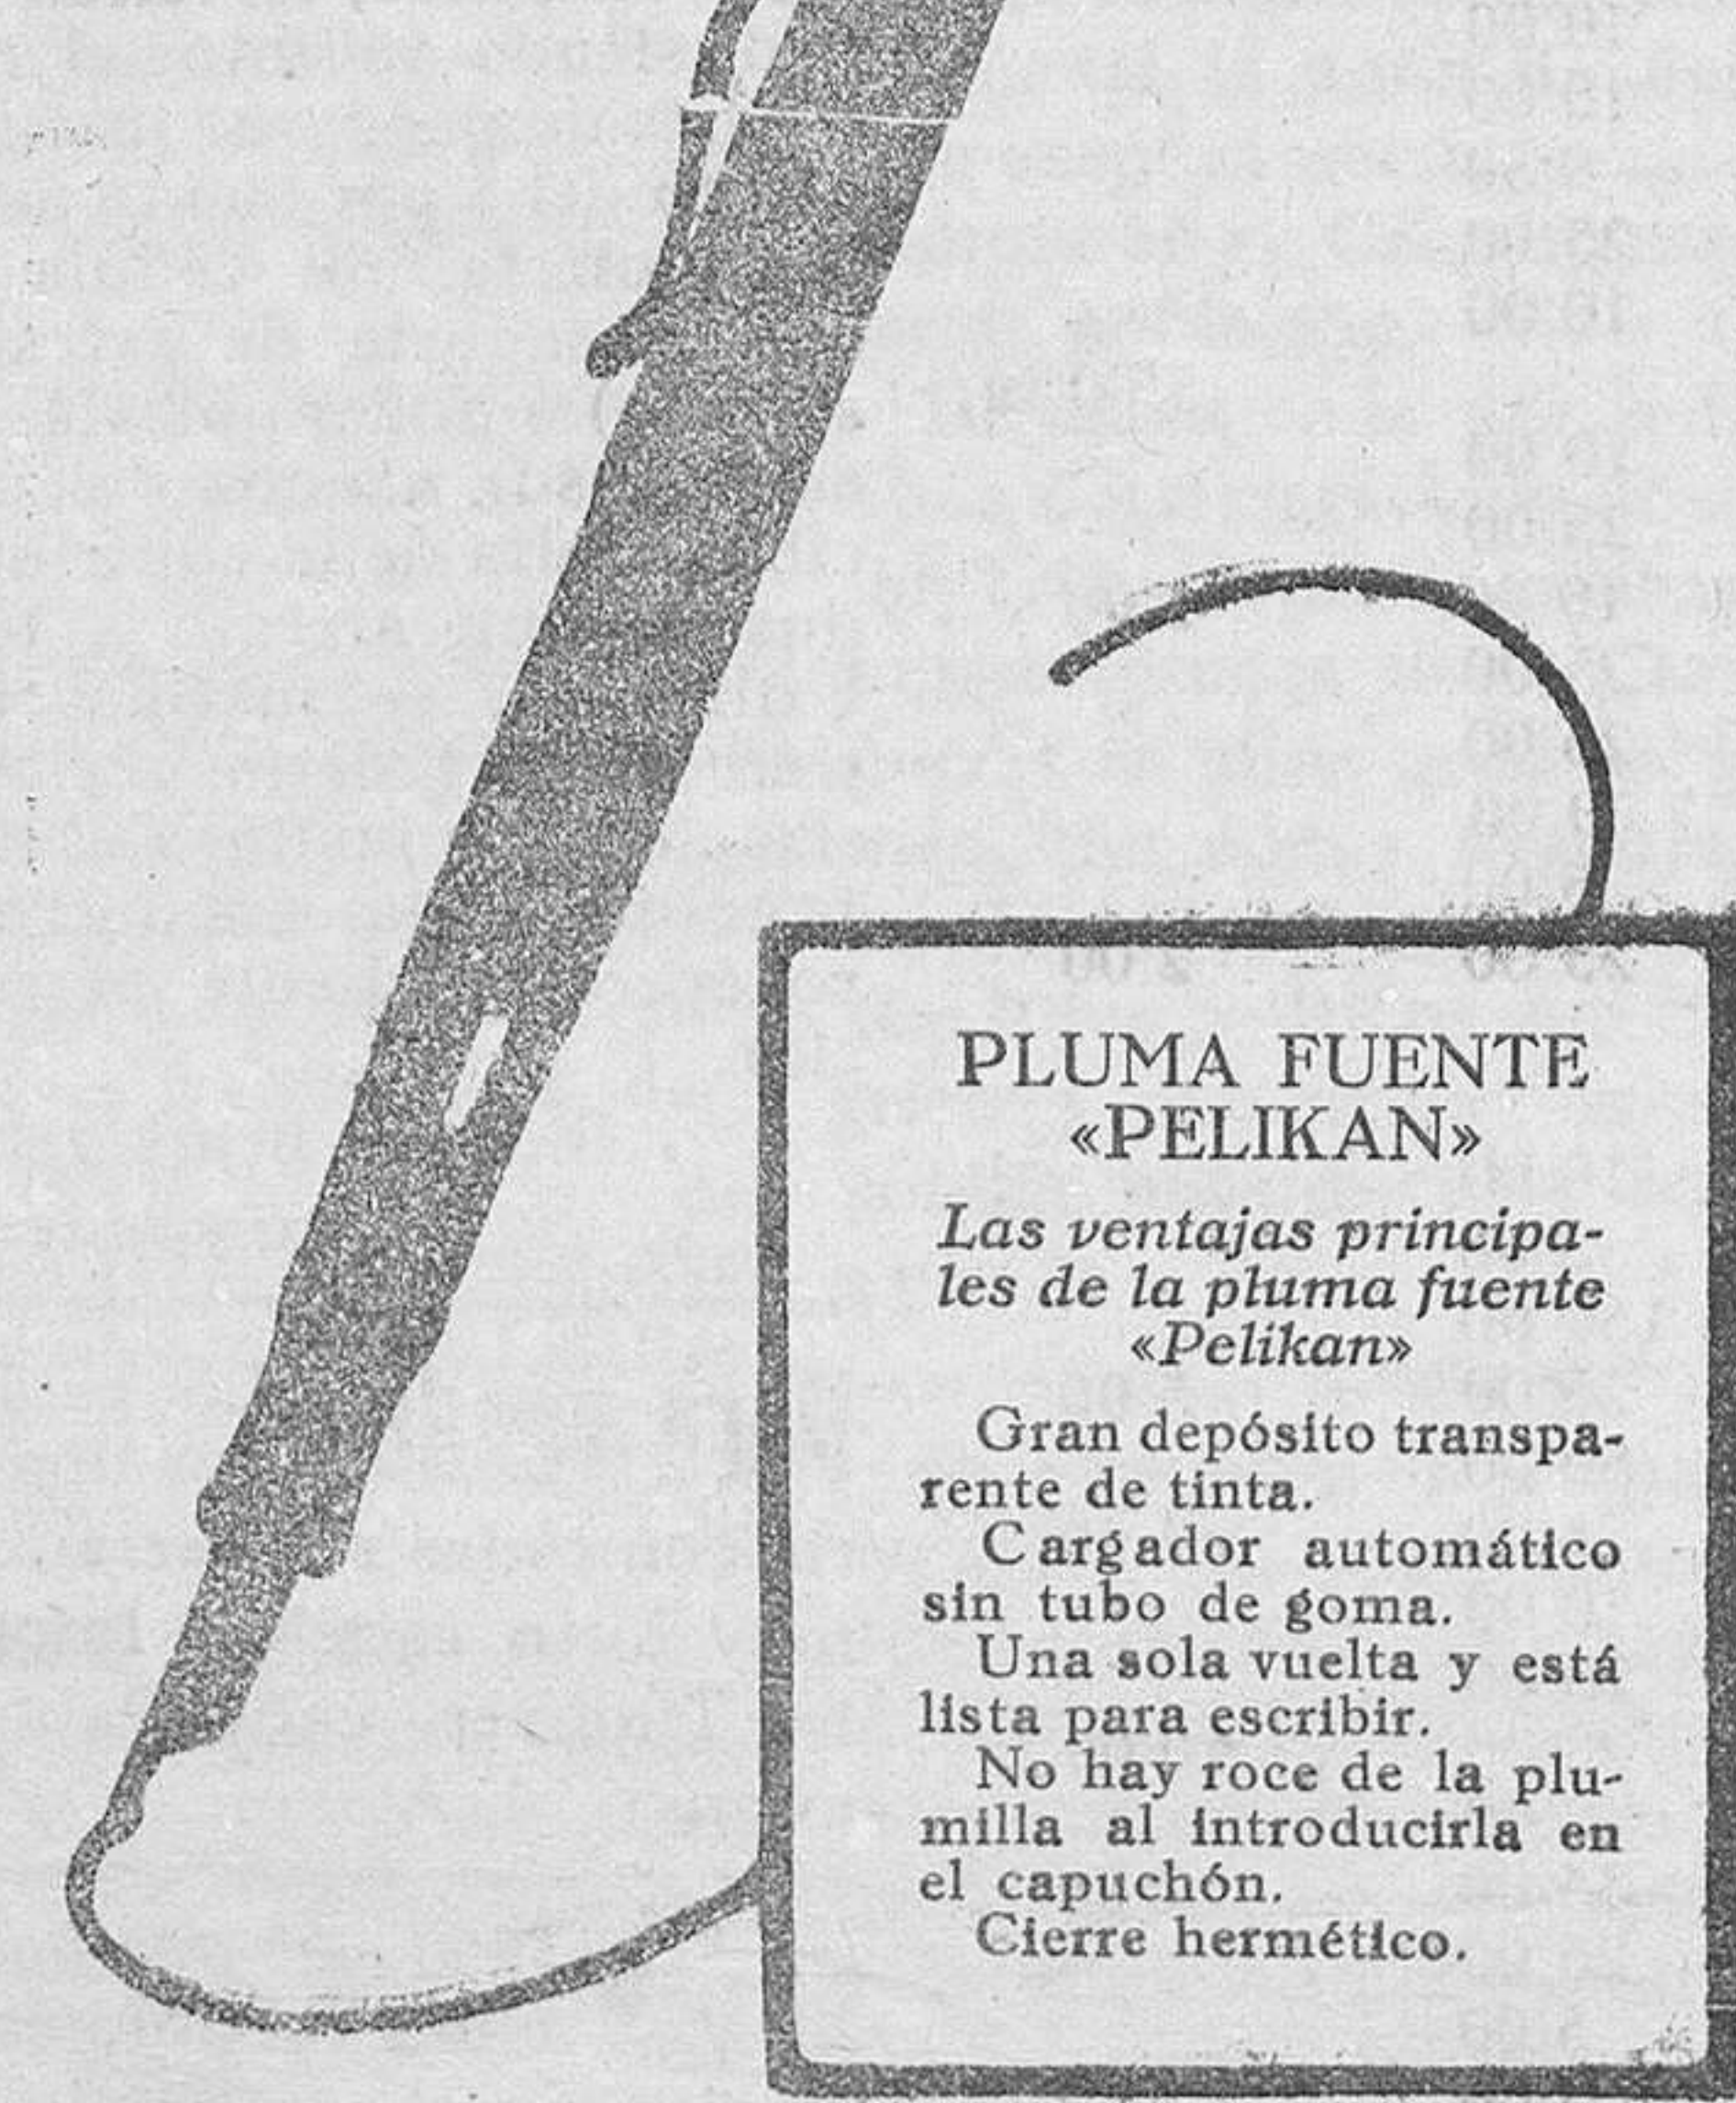 PLUMA FUENTE
«PELIKAN»
Las ventajas principa-
les de la pluma fuente
«Pelikan»
Gran depósito transpa-
rente de tinta.
Cargador automático
sin tubo de goma.
Una sola vuelta y está
lista para escribir.
No hay roce de la plu-
milla al introducirla en
el capuchón.
Cierre hermético.